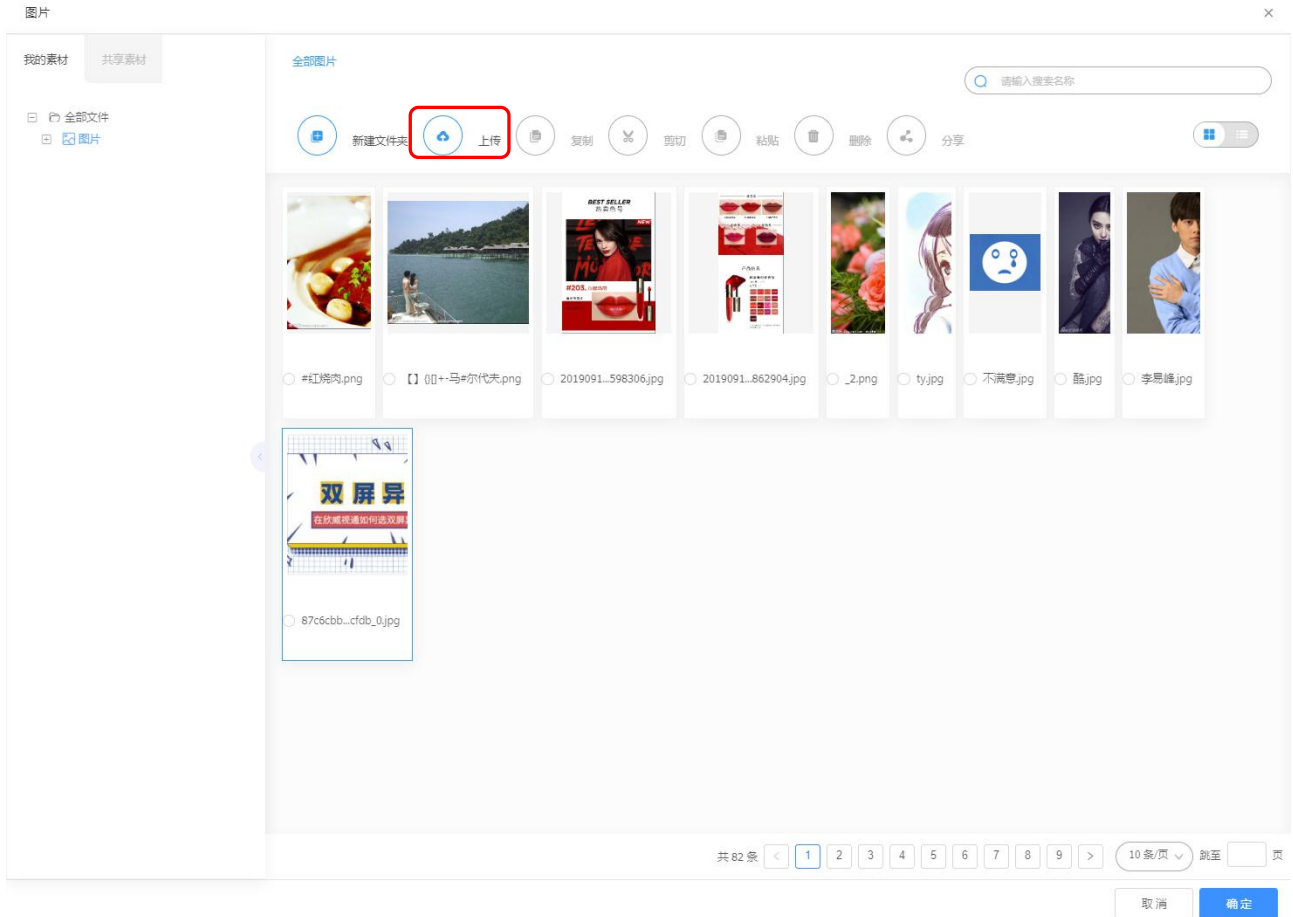 图片
我的素材
共享素材
全部文件
图片
全部图片
请输入搜索名称
新建文件夹
上传
复制
剪切
粘贴
删除
分享
BEST SELLER
NEW
#203.
#红烧肉.png
【】{}[]+-马#尔代夫.png
2019091...598306.jpg
2019091...862904.jpg
_2.png
ty.jpg
不满意.jpg
酷.jpg
李易峰.jpg
双屏异
在欣威视通如何选双屏
87c6cbb...cfdb_0.jpg
共 82 条 < 1 2 3 4 5 6 7 8 9 > 10 条/页 跳至 页
取 消
确 定